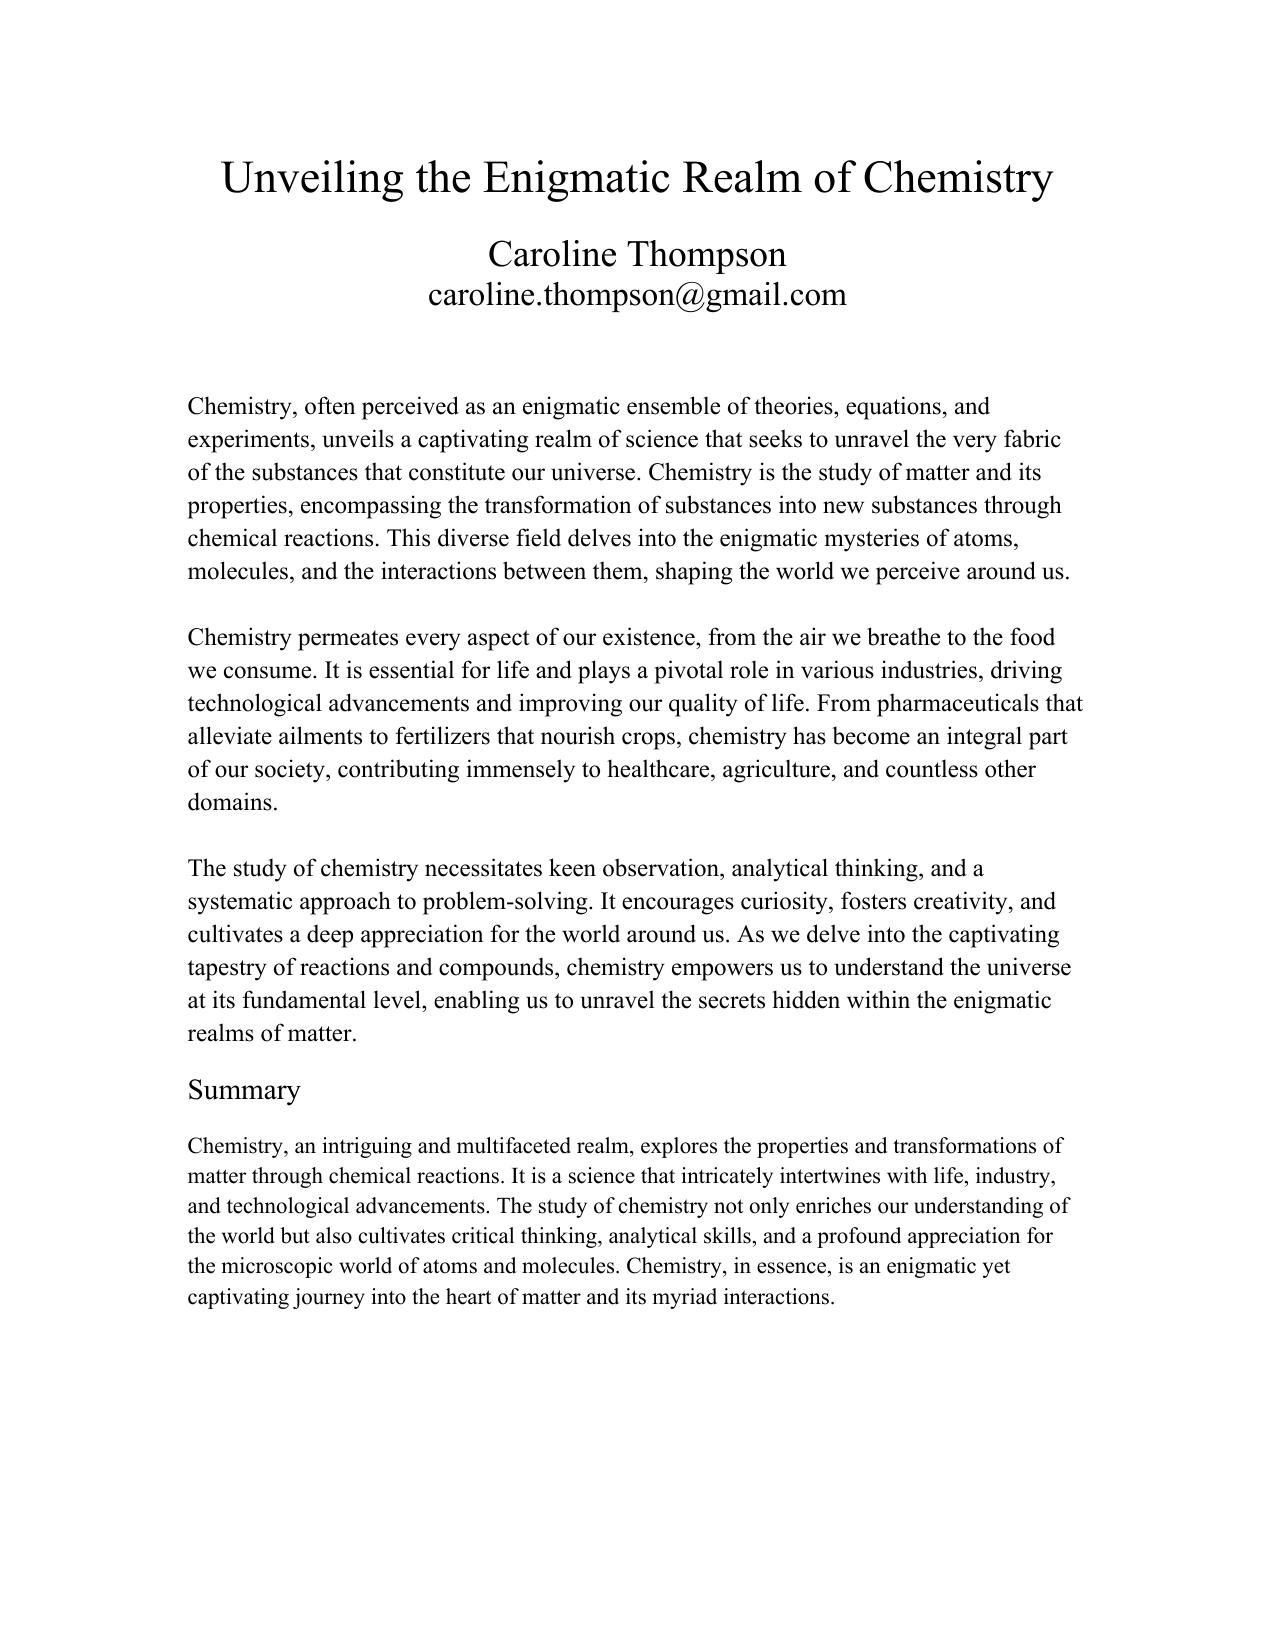 Unveiling the Enigmatic Realm of Chemistry
Caroline Thompson
caroline.thompson@gmail.com
Chemistry, often perceived as an enigmatic ensemble of theories, equations, and
experiments, unveils a captivating realm of science that seeks to unravel the very fabric
of the substances that constitute our universe. Chemistry is the study of matter and its
properties, encompassing the transformation of substances into new substances through
chemical reactions. This diverse field delves into the enigmatic mysteries of atoms,
molecules, and the interactions between them, shaping the world we perceive around us.
Chemistry permeates every aspect of our existence, from the air we breathe to the food
we consume. It is essential for life and plays a pivotal role in various industries, driving
technological advancements and improving our quality of life. From pharmaceuticals that
alleviate ailments to fertilizers that nourish crops, chemistry has become an integral part
of our society, contributing immensely to healthcare, agriculture, and countless other
domains.
The study of chemistry necessitates keen observation, analytical thinking, and a
systematic approach to problem-solving. It encourages curiosity, fosters creativity, and
cultivates a deep appreciation for the world around us. As we delve into the captivating
tapestry of reactions and compounds, chemistry empowers us to understand the universe
at its fundamental level, enabling us to unravel the secrets hidden within the enigmatic
realms of matter.
Summary
Chemistry, an intriguing and multifaceted realm, explores the properties and transformations of
matter through chemical reactions. It is a science that intricately intertwines with life, industry,
and technological advancements. The study of chemistry not only enriches our understanding of
the world but also cultivates critical thinking, analytical skills, and a profound appreciation for
the microscopic world of atoms and molecules. Chemistry, in essence, is an enigmatic yet
captivating journey into the heart of matter and its myriad interactions.